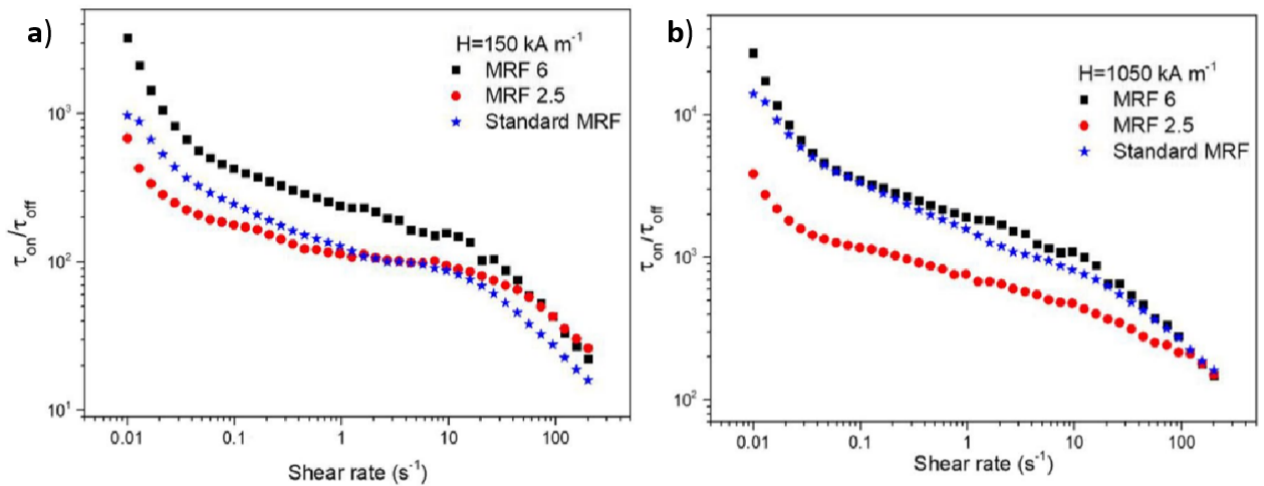 a)
H=150 kA m⁻¹
MRF 6
MRF 2.5
Standard MRF
τon/τoff
10³
10²
10¹
0.01 0.1 1 10 100
Shear rate (s⁻¹)
b)
H=1050 kA m⁻¹
MRF 6
MRF 2.5
Standard MRF
τon/τoff
10⁴
10³
10²
0.01 0.1 1 10 100
Shear rate (s⁻¹)